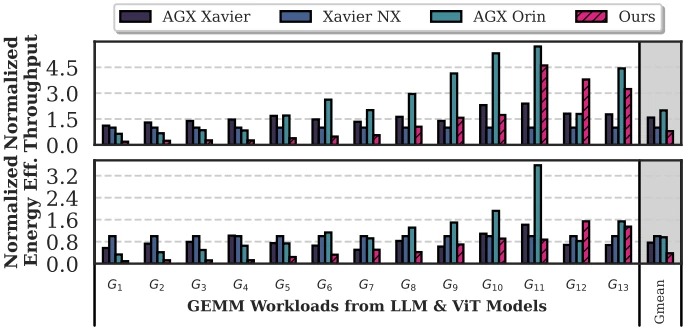 AGX Xavier Xavier NX AGX Orin Ours
Normalized Throughput
4.5
3.0
1.5
0.0
Normalized Energy Eff.
3.2
2.4
1.6
0.8
0.0
G1 G2 G3 G4 G5 G6 G7 G8 G9 G10 G11 G12 G13 Gmean
GEMM Workloads from LLM & ViT Models